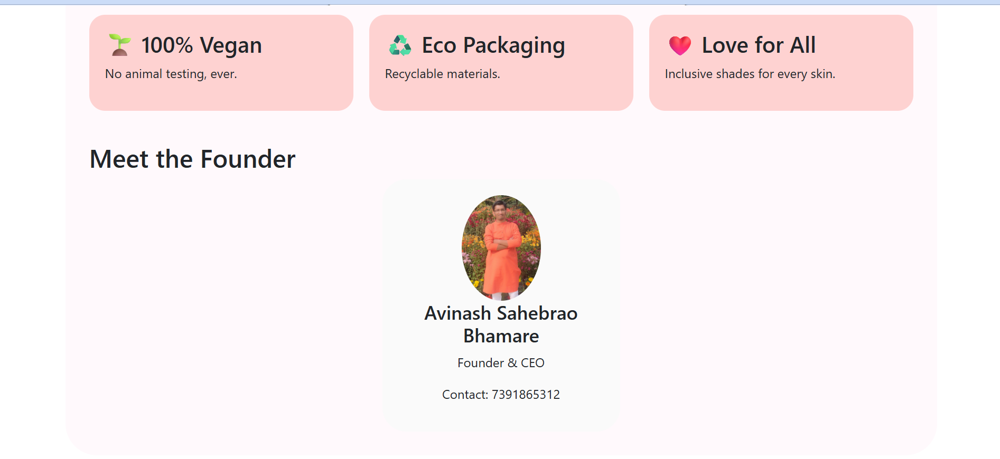 100% Vegan
No animal testing, ever.
Eco Packaging
Recyclable materials.
Love for All
Inclusive shades for every skin.
Meet the Founder
Avinash Sahebrao
Bhamare
Founder & CEO
Contact: 7391865312